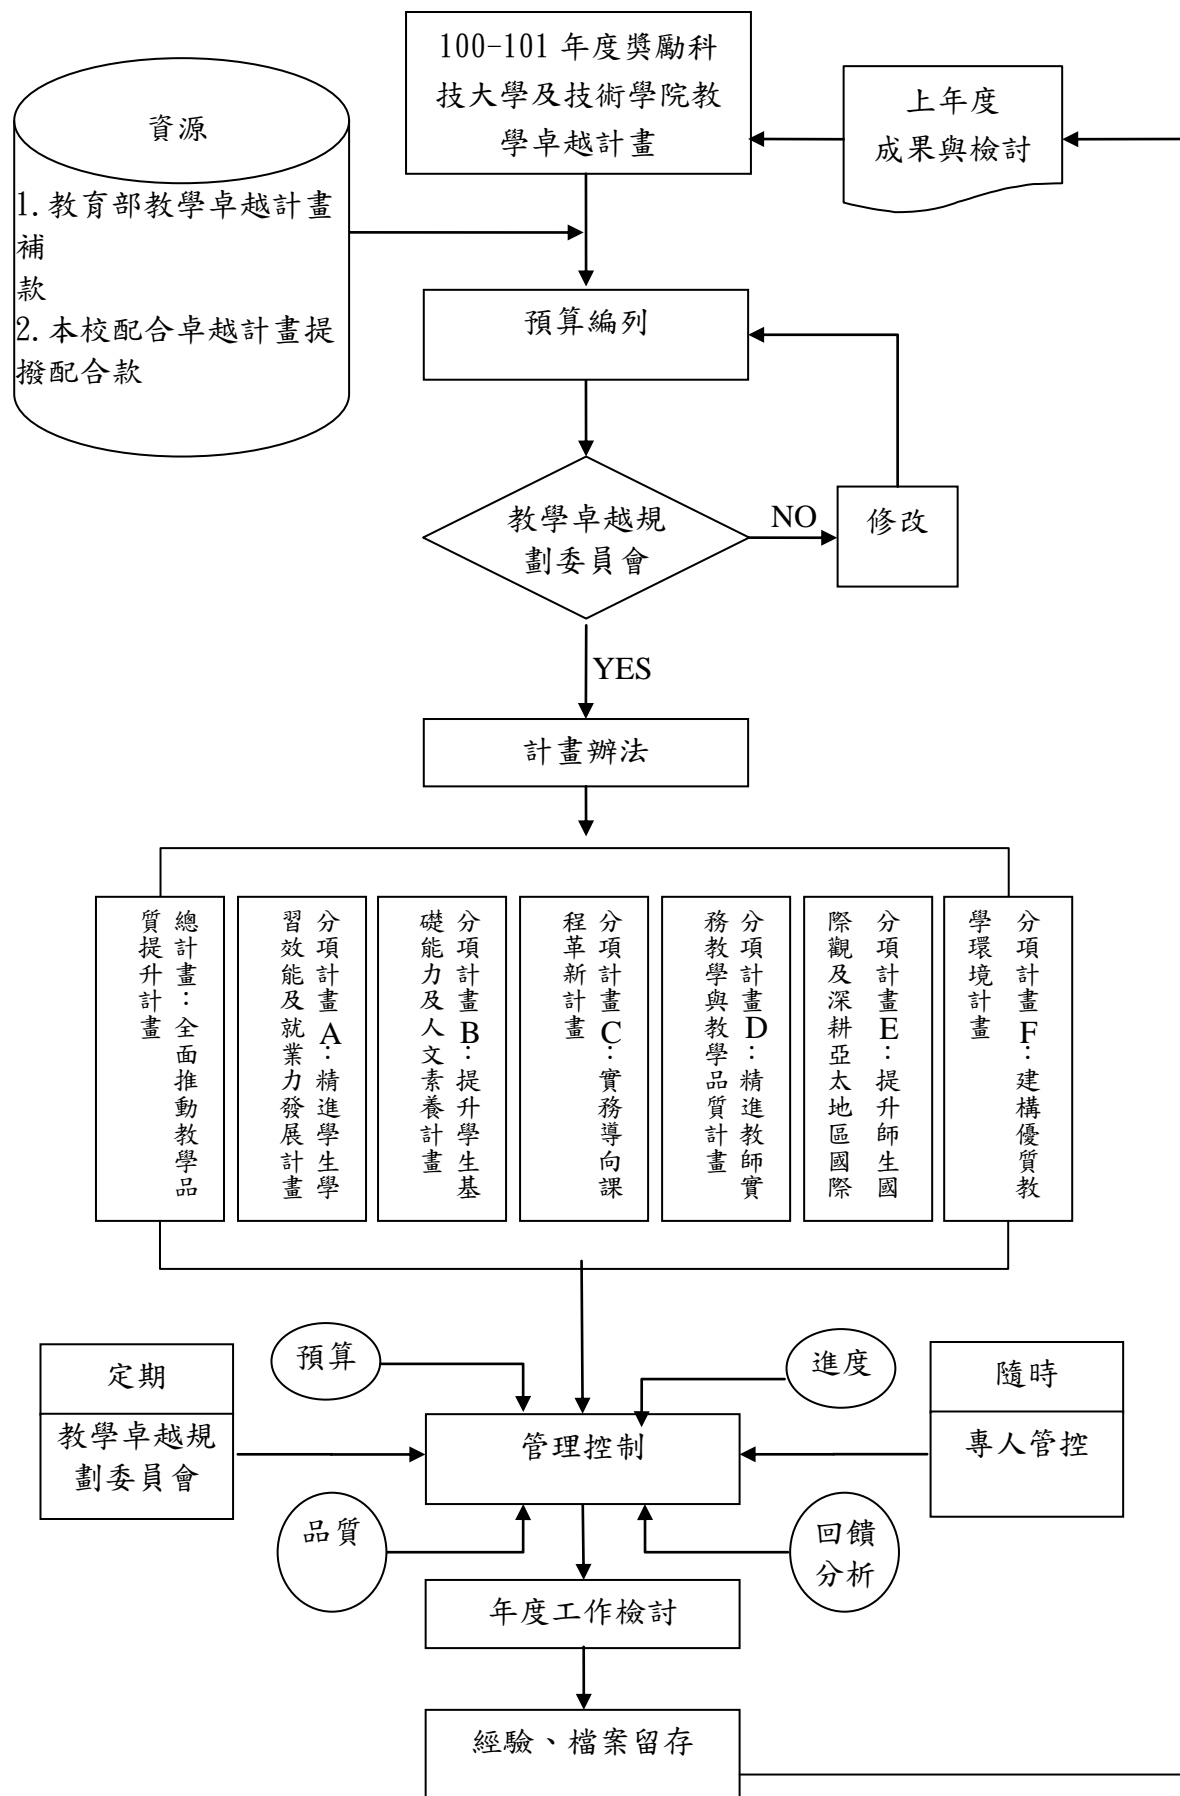 100-101 年度獎勵科
技大學及技術學院教
學卓越計畫
上年度
成果與檢討
資源
1. 教育部教學卓越計畫
補
款
2. 本校配合卓越計畫提
撥配合款
預算編列
教學卓越規
劃委員會
NO
修改
YES
計畫辦法
總計畫：全面推動教學品
質提升計畫
分項計畫A：精進學生學
習效能及就業力發展計畫
分項計畫B：提升學生基
礎能力及人文素養計畫
分項計畫C：實務導向課
程革新計畫
分項計畫D：精進教師實
務教學與教學品質計畫
分項計畫E：提升師生國
際觀及深耕亞太地區國際
分項計畫F：建構優質教
學環境計畫
預算
進度
定期
教學卓越規
劃委員會
管理控制
隨時
專人管控
品質
回饋
分析
年度工作檢討
經驗、檔案留存